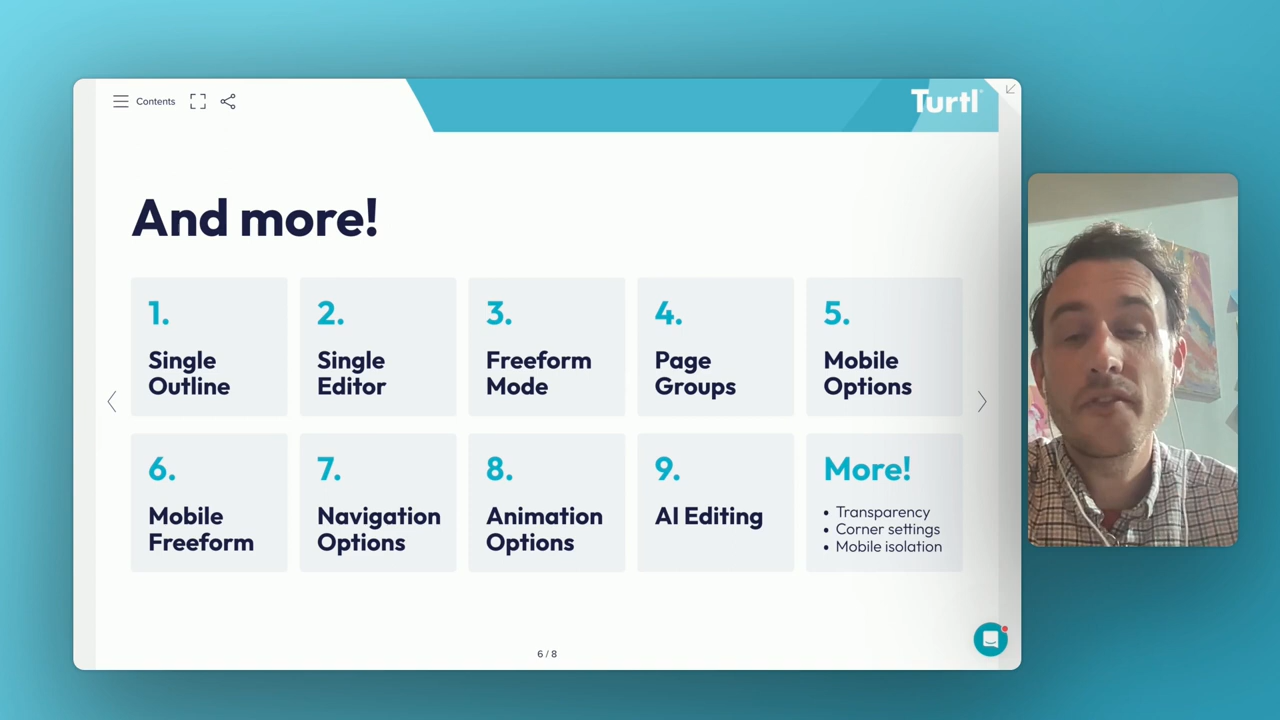 Contents
Turtl
And more!
1.
Single
Outline
2.
Single
Editor
3.
Freeform
Mode
4.
Page
Groups
5.
Mobile
Options
6.
Mobile
Freeform
7.
Navigation
Options
8.
Animation
Options
9.
AI Editing
More!
• Transparency
• Corner settings
• Mobile isolation
6 / 8